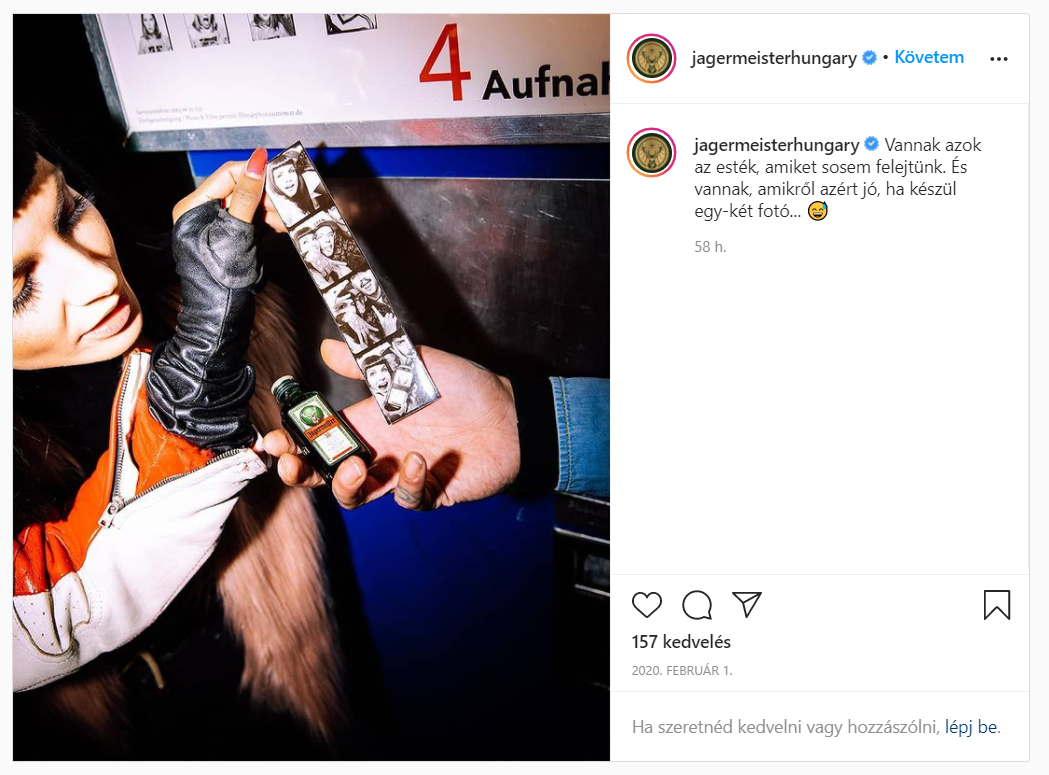 4 Aufnah
Jägermeister
jagermeisterhungary • Követem
jagermeisterhungary Vannak azok
az esték, amiket sosem felejtünk. És
vannak, amikről azért jó, ha készül
egy-két fotó... 😅
58 h.
157 kedvelés
2020. FEBRUÁR 1.
Ha szeretnéd kedvelni vagy hozzászólni, lépj be.